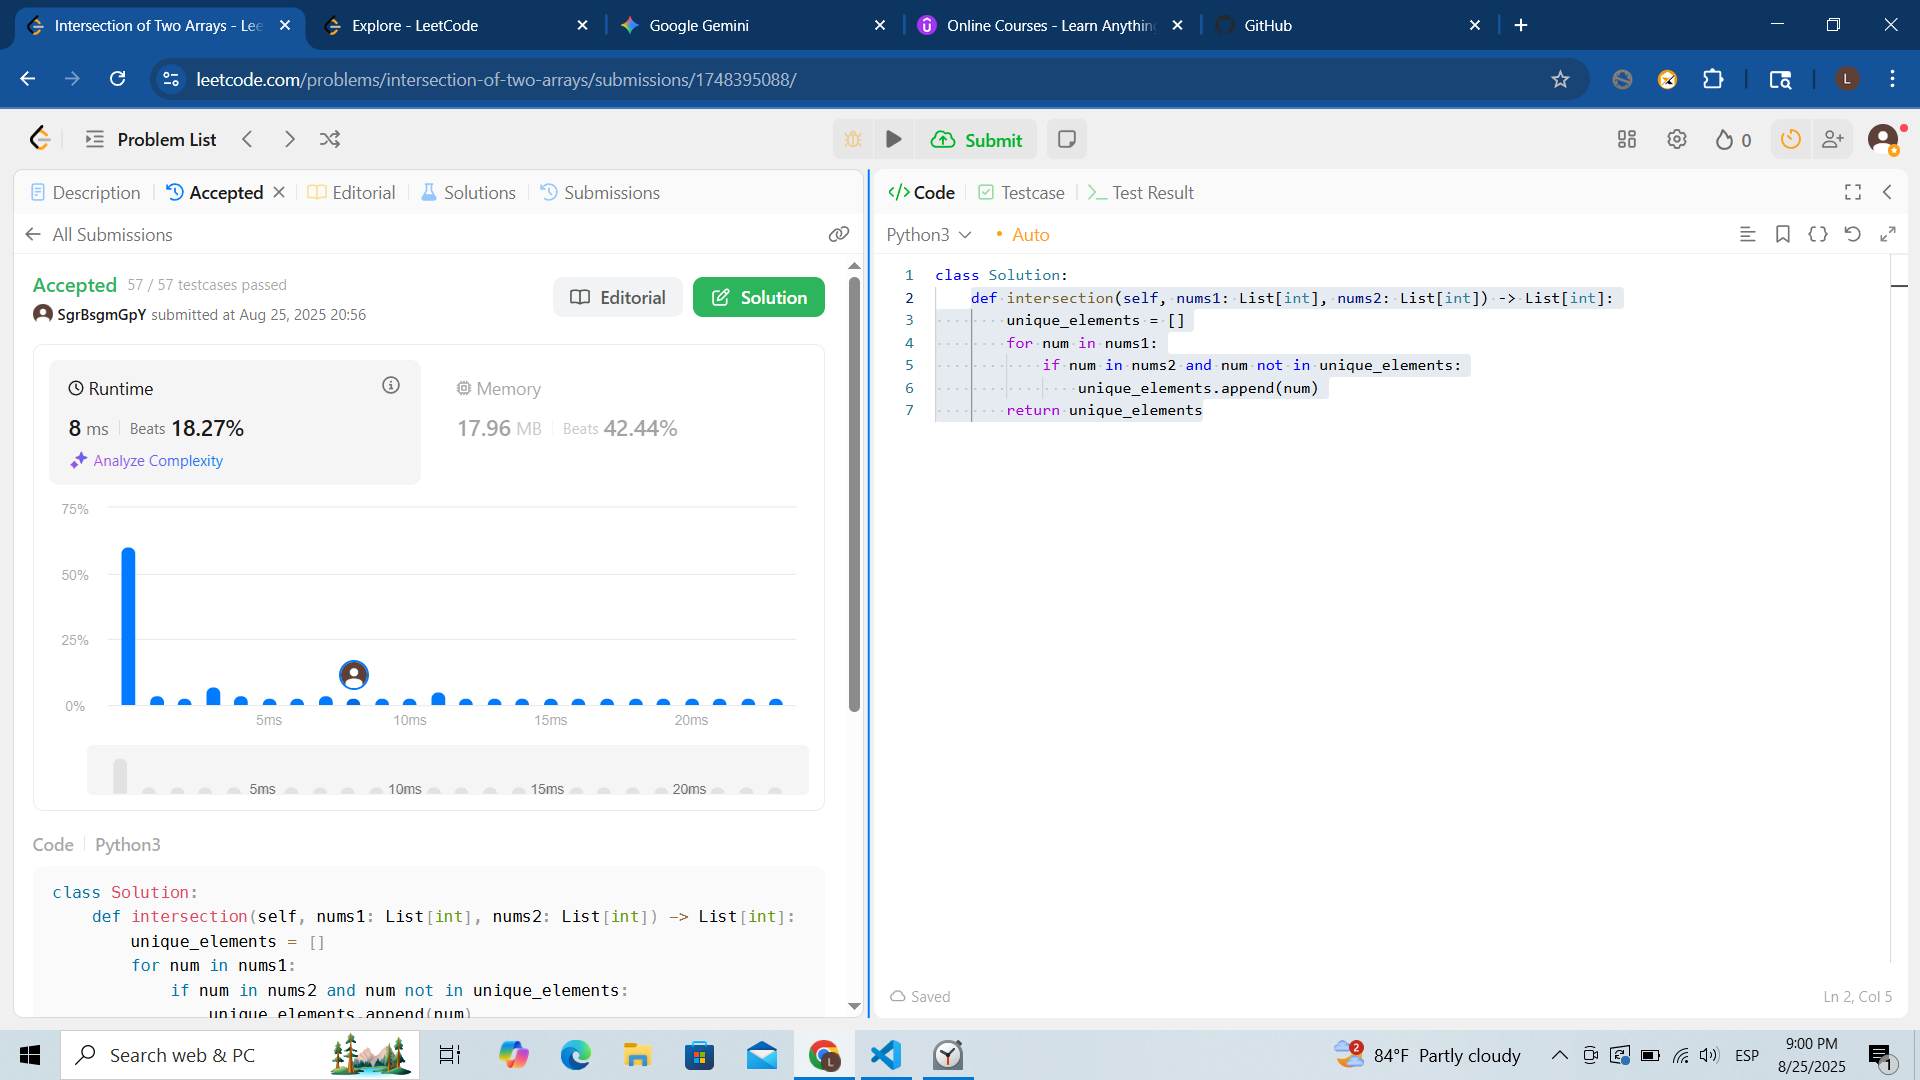 Intersection of Two Arrays - Lee
Explore - LeetCode
Google Gemini
Online Courses - Learn Anything
GitHub
leetcode.com/problems/intersection-of-two-arrays/submissions/1748395088/
L
Problem List
Submit
0
Description
Accepted
Editorial
Solutions
Submissions
All Submissions
Accepted 57 / 57 testcases passed
SgrBsgmGpY submitted at Aug 25, 2025 20:56
Editorial
Solution
Runtime
8 ms Beats 18.27%
Analyze Complexity
Memory
17.96 MB Beats 42.44%
75%
50%
25%
0%
5ms 10ms 15ms 20ms
5ms 10ms 15ms 20ms
Code Python3
class Solution:
    def intersection(self, nums1: List[int], nums2: List[int]) -> List[int]:
        unique_elements = []
        for num in nums1:
            if num in nums2 and num not in unique_elements:
                unique_elements.append(num)
Code
Testcase
Test Result
Python3
Auto
1 class Solution:
2     def intersection(self, nums1: List[int], nums2: List[int]) -> List[int]:
3         unique_elements = []
4         for num in nums1:
5             if num in nums2 and num not in unique_elements:
6                 unique_elements.append(num)
7         return unique_elements
Saved
Ln 2, Col 5
Search web & PC
L
2
84°F Partly cloudy
ESP
9:00 PM
8/25/2025
1